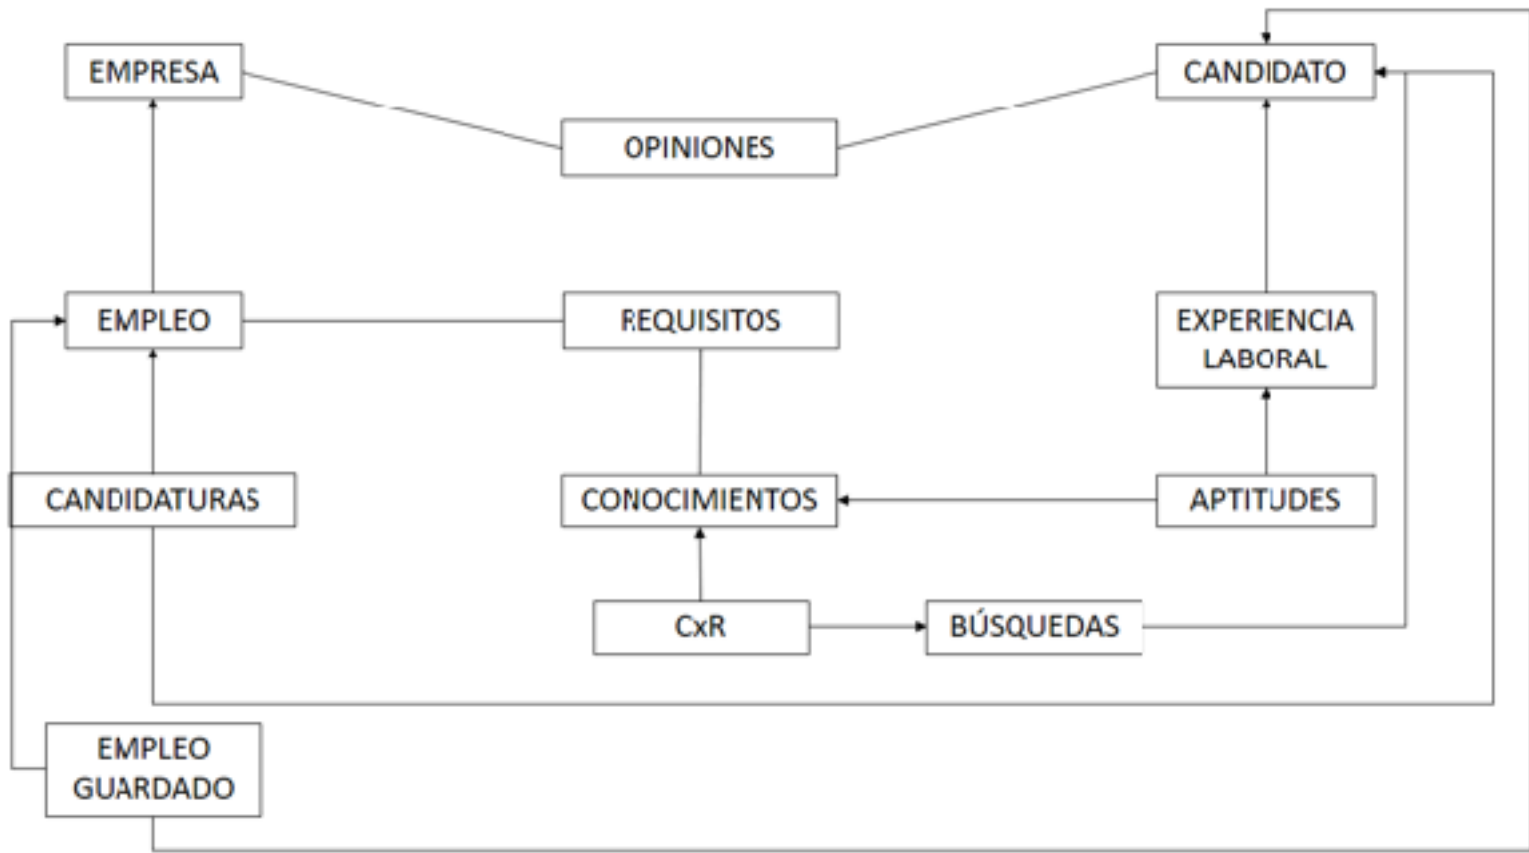 EMPRESA
CANDIDATO
OPINIONES
EMPLEO
REQUISITOS
EXPERIENCIA
LABORAL
CANDIDATURAS
CONOCIMIENTOS
APTITUDES
CxR
BÚSQUEDAS
EMPLEO
GUARDADO